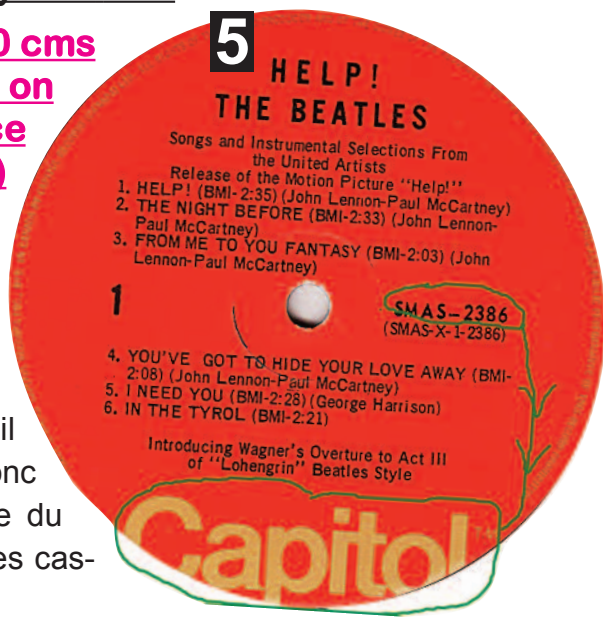 0 cms
on
ce
)
5
HELP!
THE BEATLES
Songs and Instrumental Selections From
the United Artists
Release of the Motion Picture "Help!"
1. HELP! (BMI-2:35) (John Lennon-Paul McCartney)
2. THE NIGHT BEFORE (BMI-2:33) (John Lennon-
Paul McCartney)
3. FROM ME TO YOU FANTASY (BMI-2:03) (John
Lennon-Paul McCartney)
1
SMAS-2386
(SMAS-X-1-2386)
4. YOU'VE GOT TO HIDE YOUR LOVE AWAY (BMI-
2:08) (John Lennon-Paul McCartney)
5. I NEED YOU (BMI-2:28) (George Harrison)
6. IN THE TYROL (BMI-2:21)
Introducing Wagner's Overture to Act III
of "Lohengrin" Beatles Style
Capitol
il
onc
e du
es cas-